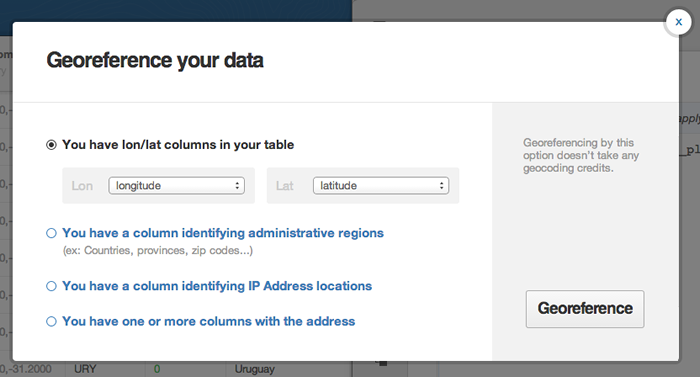 x
Georeference your data
You have lon/lat columns in your table
Lon longitude Lat latitude
You have a column identifying administrative regions
(ex: Countries, provinces, zip codes...)
You have a column identifying IP Address locations
You have one or more columns with the address
Georeferencing by this
option doesn't take any
geocoding credits.
Georeference
0,-31.2000 URY 0 Uruguay